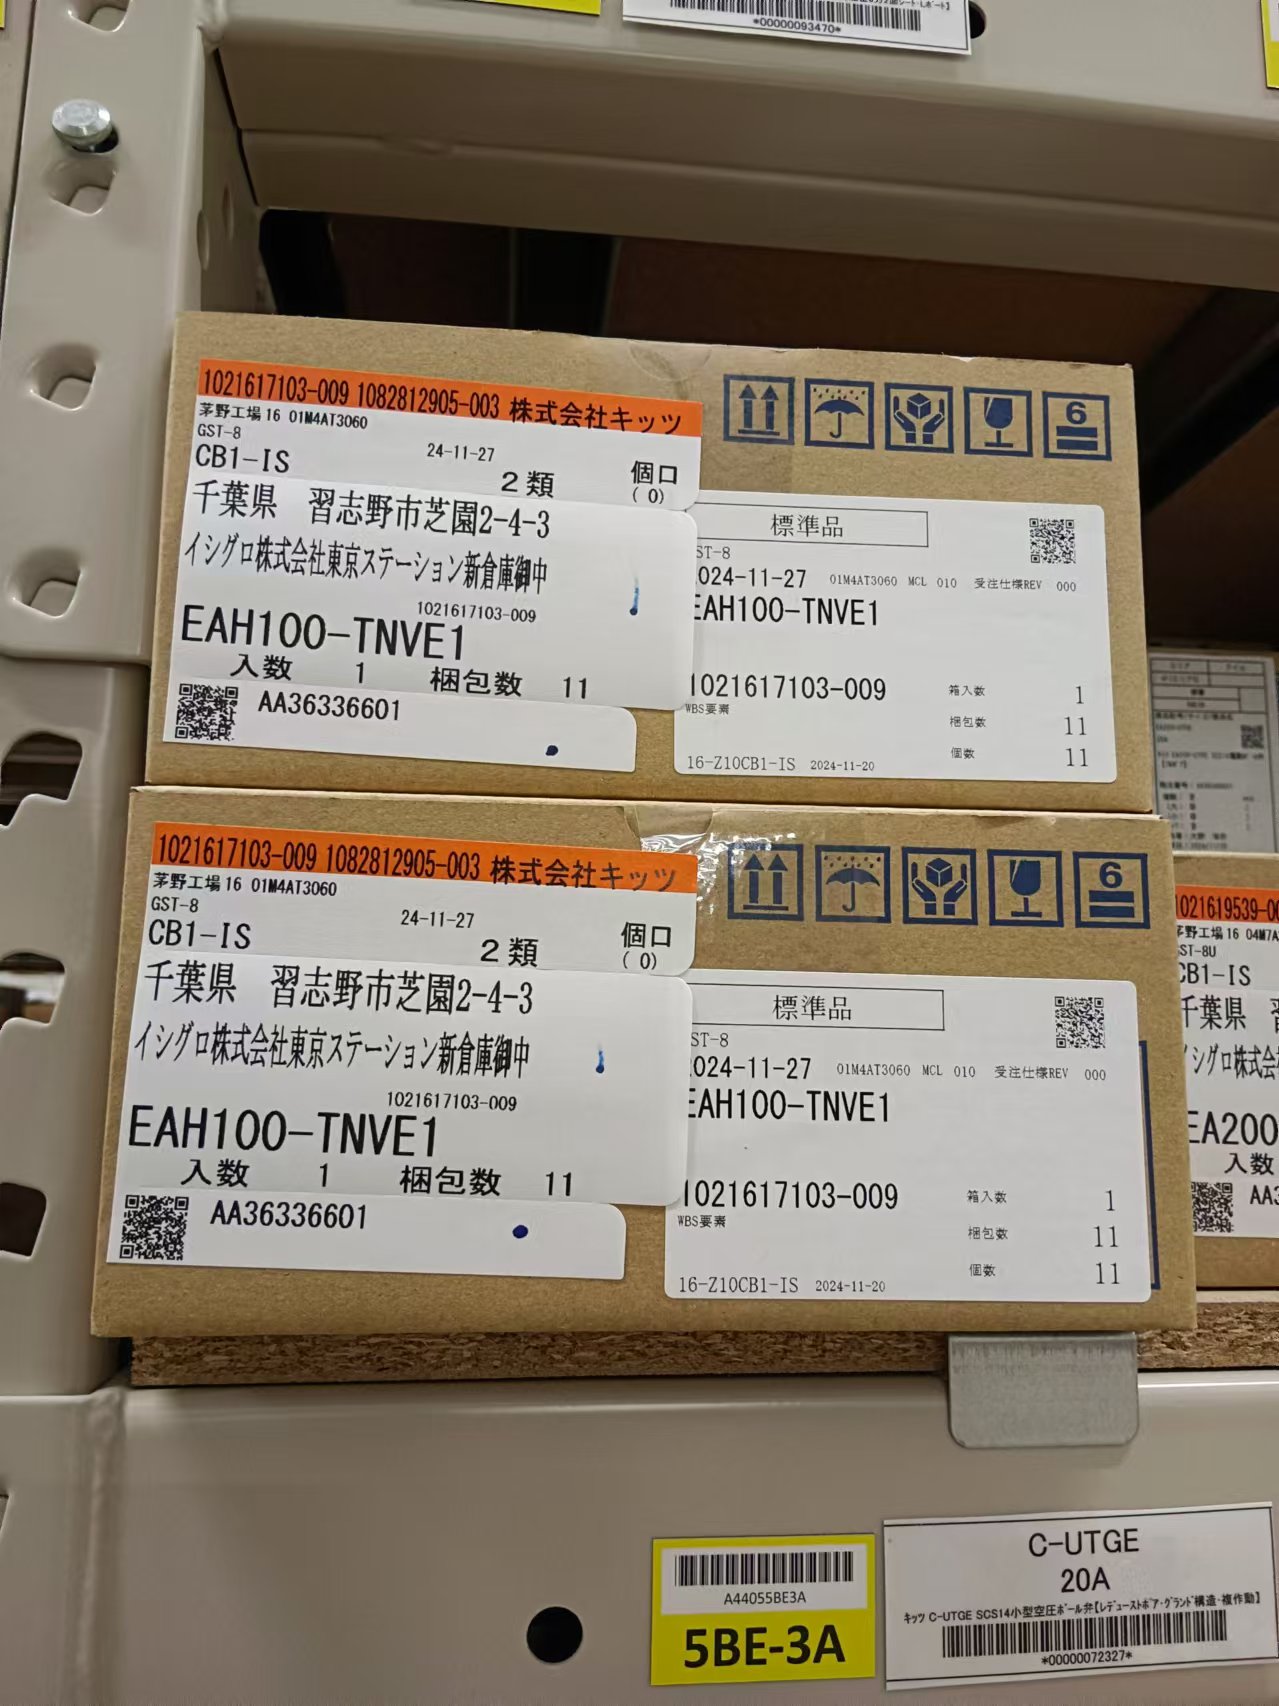 *00000093470*
1021617103-009 1082812905-003 株式会社キッツ
茅野工場16 01M4AT3060
GST-8
CB1-IS
24-11-27
2類
個口
(0)
千葉県 習志野市芝園2-4-3
イシグロ株式会社東京ステーション新倉庫御中
1021617103-009
EAH100-TNVE1
入数 1 梱包数 11
AA36336601
6
標準品
ST-8
024-11-27 01M4AT3060 MCL 010 受注仕様REV 000
EAH100-TNVE1
1021617103-009
WBS要素
箱入数 1
梱包数 11
個数 11
16-Z10CB1-IS 2024-11-20
1021617103-009 1082812905-003 株式会社キッツ
茅野工場16 01M4AT3060
GST-8
CB1-IS
24-11-27
2類
個口
(0)
千葉県 習志野市芝園2-4-3
イシグロ株式会社東京ステーション新倉庫御中
1021617103-009
EAH100-TNVE1
入数 1 梱包数 11
AA36336601
6
標準品
ST-8
2024-11-27 01M4AT3060 MCL 010 受注仕様REV 000
EAH100-TNVE1
1021617103-009
WBS要素
箱入数 1
梱包数 11
個数 11
16-Z10CB1-IS 2024-11-20
1021619539-00
茅野工場16 04M7A
ST-8U
CB1-IS
千葉県
イシグロ株式会
EA200
入数
AA3
A44055BE3A
5BE-3A
C-UTGE
20A
キッツ C-UTGE SCS14小型空圧ボール弁【レデューストボア・グランド構造・複作動】
*00000072327*